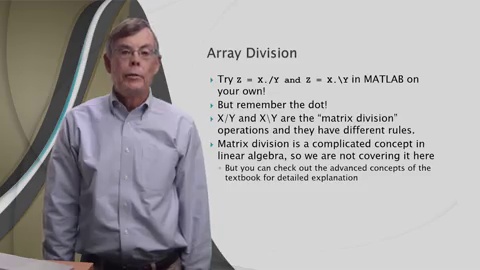 Array Division
Try Z = X./Y and Z = X.\Y in MATLAB on
your own!
But remember the dot!
X/Y and X\Y are the “matrix division”
operations and they have different rules.
Matrix division is a complicated concept in
linear algebra, so we are not covering it here
But you can check out the advanced concepts of the
textbook for detailed explanation